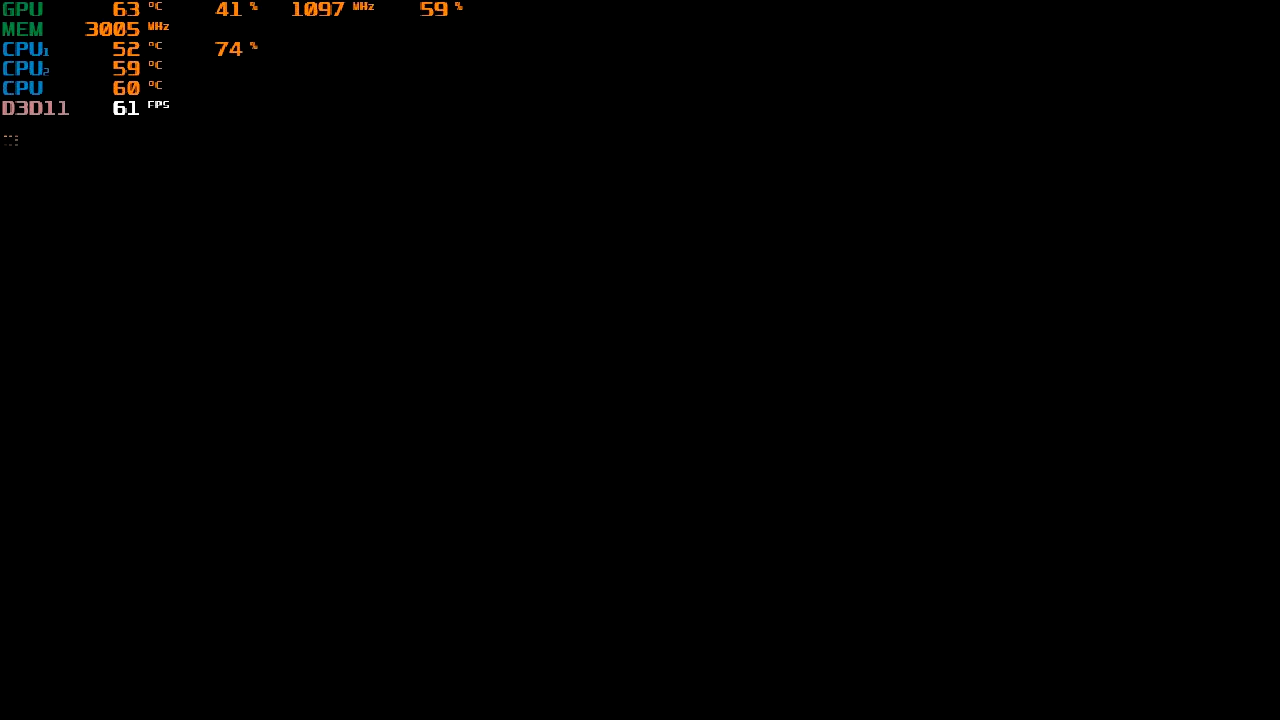 GPU 63 °C 41 % 1097 MHz 59 %
MEM 3005 MHz
CPU1 52 °C 74 %
CPU2 59 °C
CPU 60 °C
D3D11 61 FPS